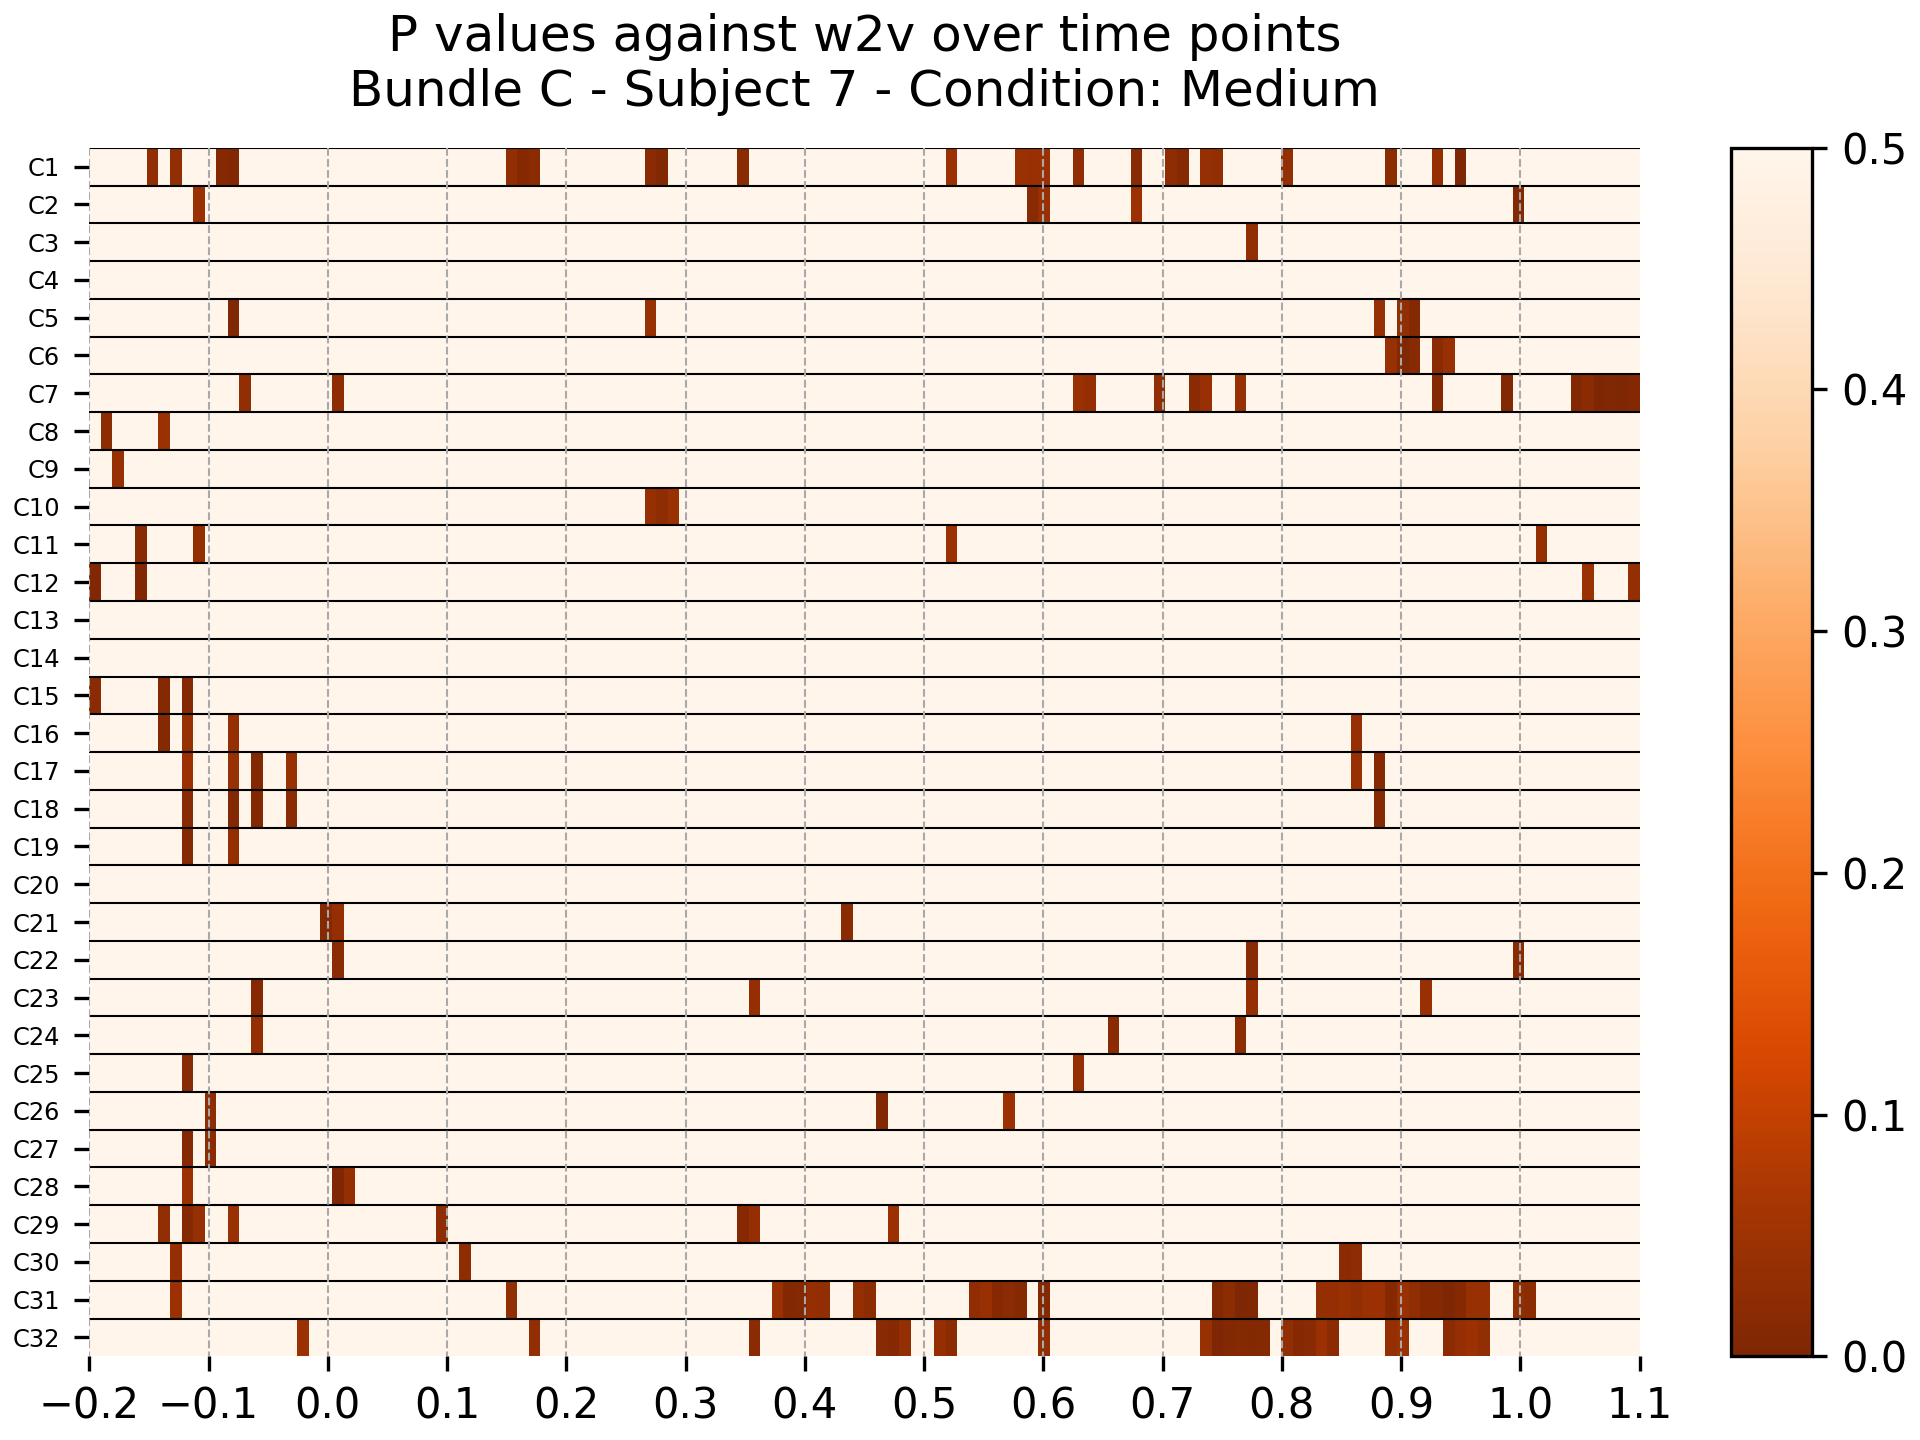 P values against w2v over time points
Bundle C - Subject 7 - Condition: Medium
C1
C2
C3
C4
C5
C6
C7
C8
C9
C10
C11
C12
C13
C14
C15
C16
C17
C18
C19
C20
C21
C22
C23
C24
C25
C26
C27
C28
C29
C30
C31
C32
−0.2 −0.1 0.0 0.1 0.2 0.3 0.4 0.5 0.6 0.7 0.8 0.9 1.0 1.1
0.5
0.4
0.3
0.2
0.1
0.0